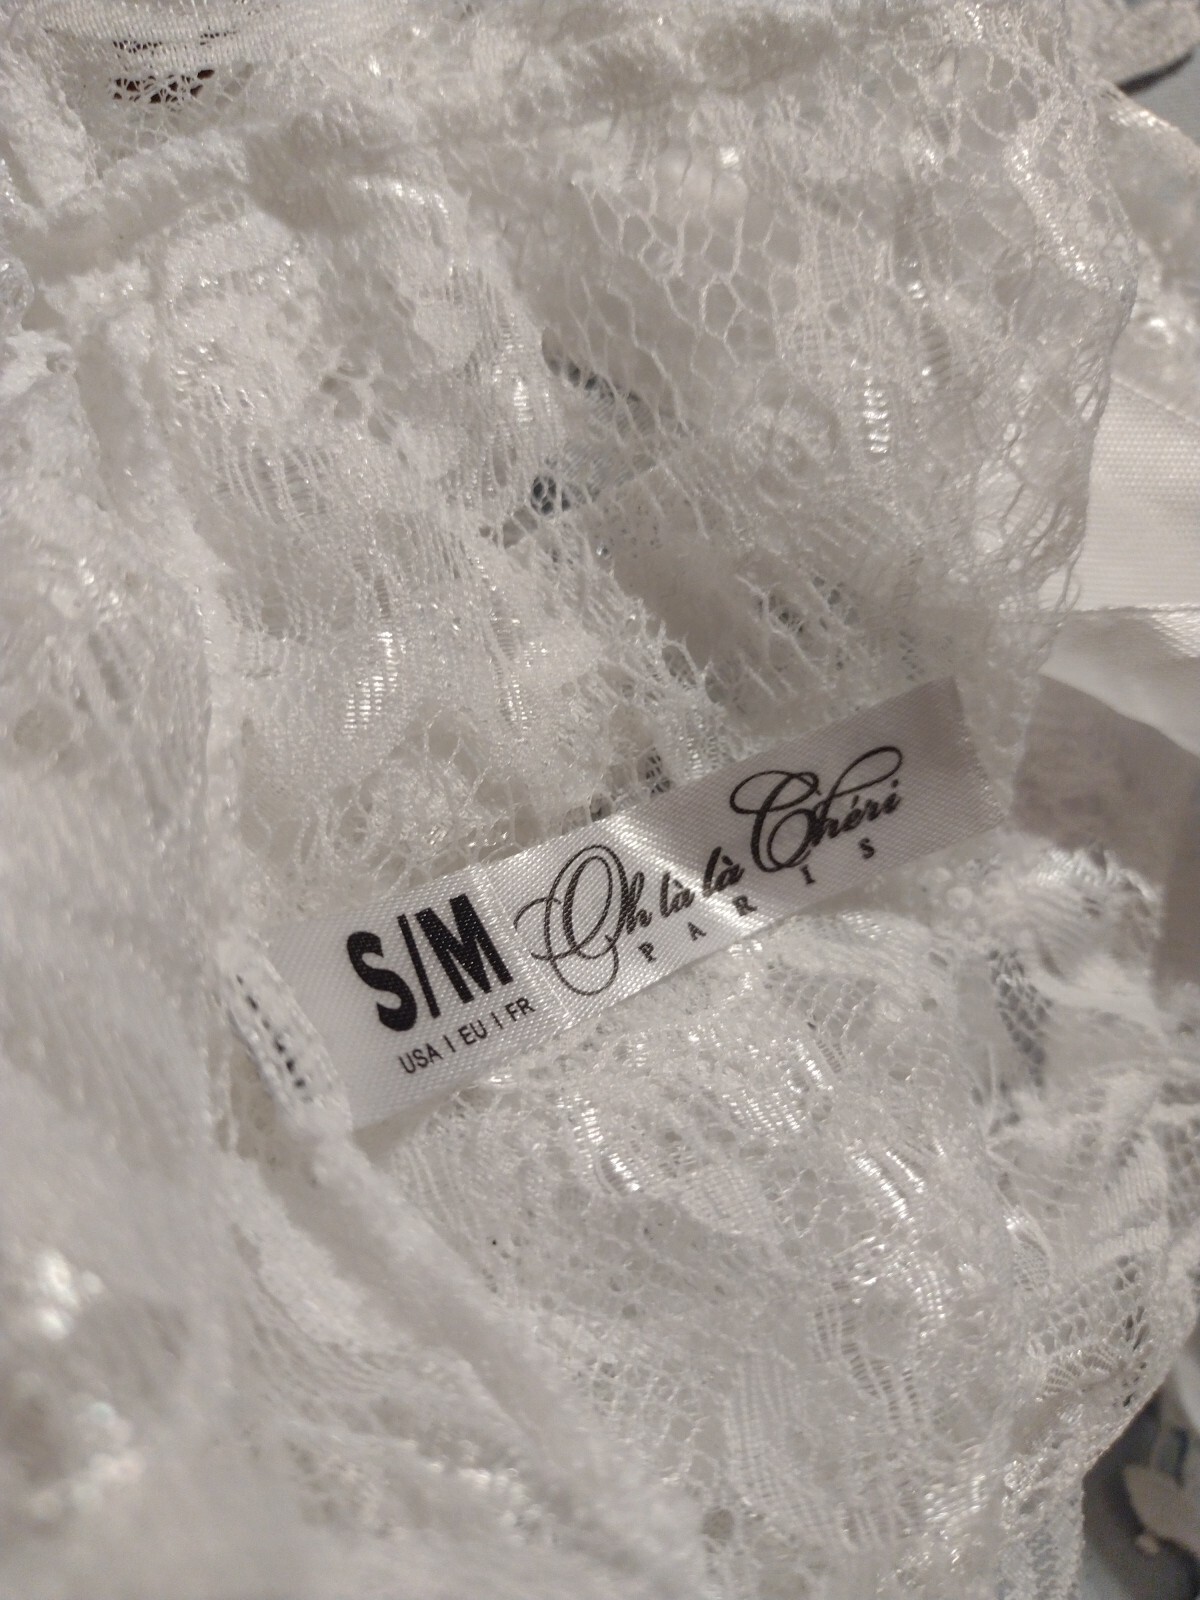 S/M
USA | EU | FR
Oh là là Chéri
PARIS